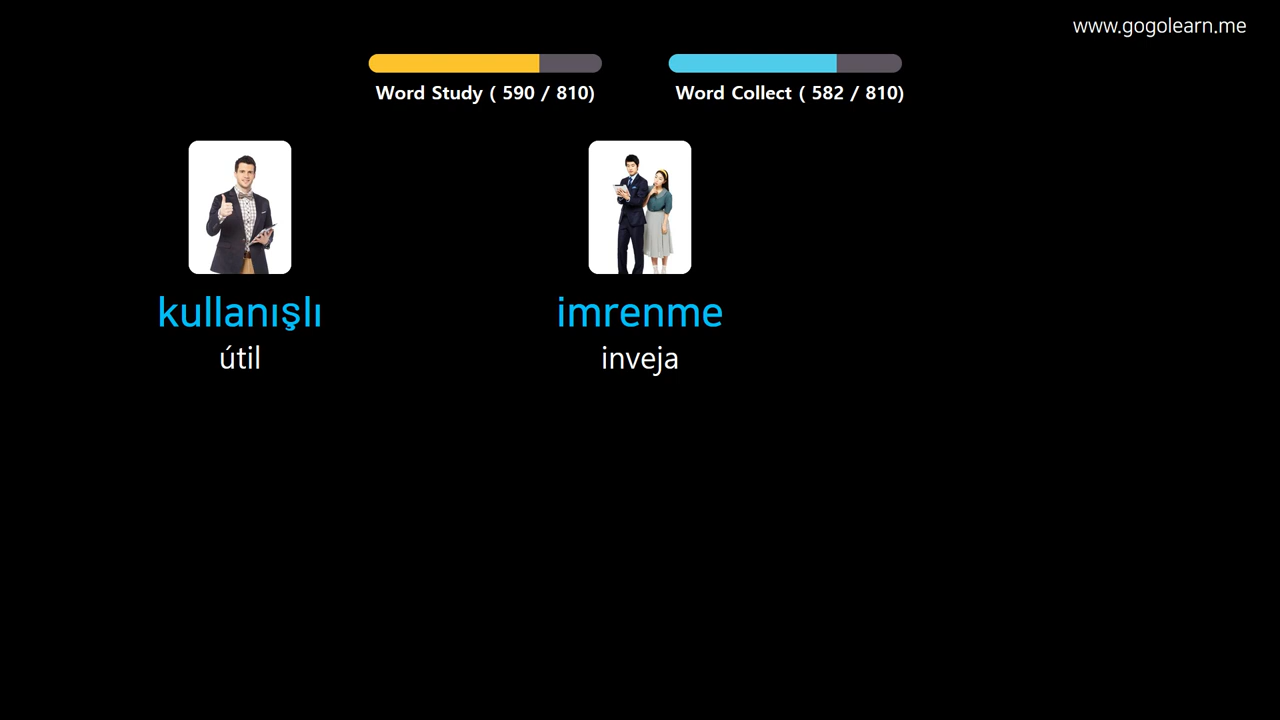 www.gogolearn.me
Word Study ( 590 / 810)
Word Collect ( 582 / 810)
kullanışlı
útil
imrenme
inveja